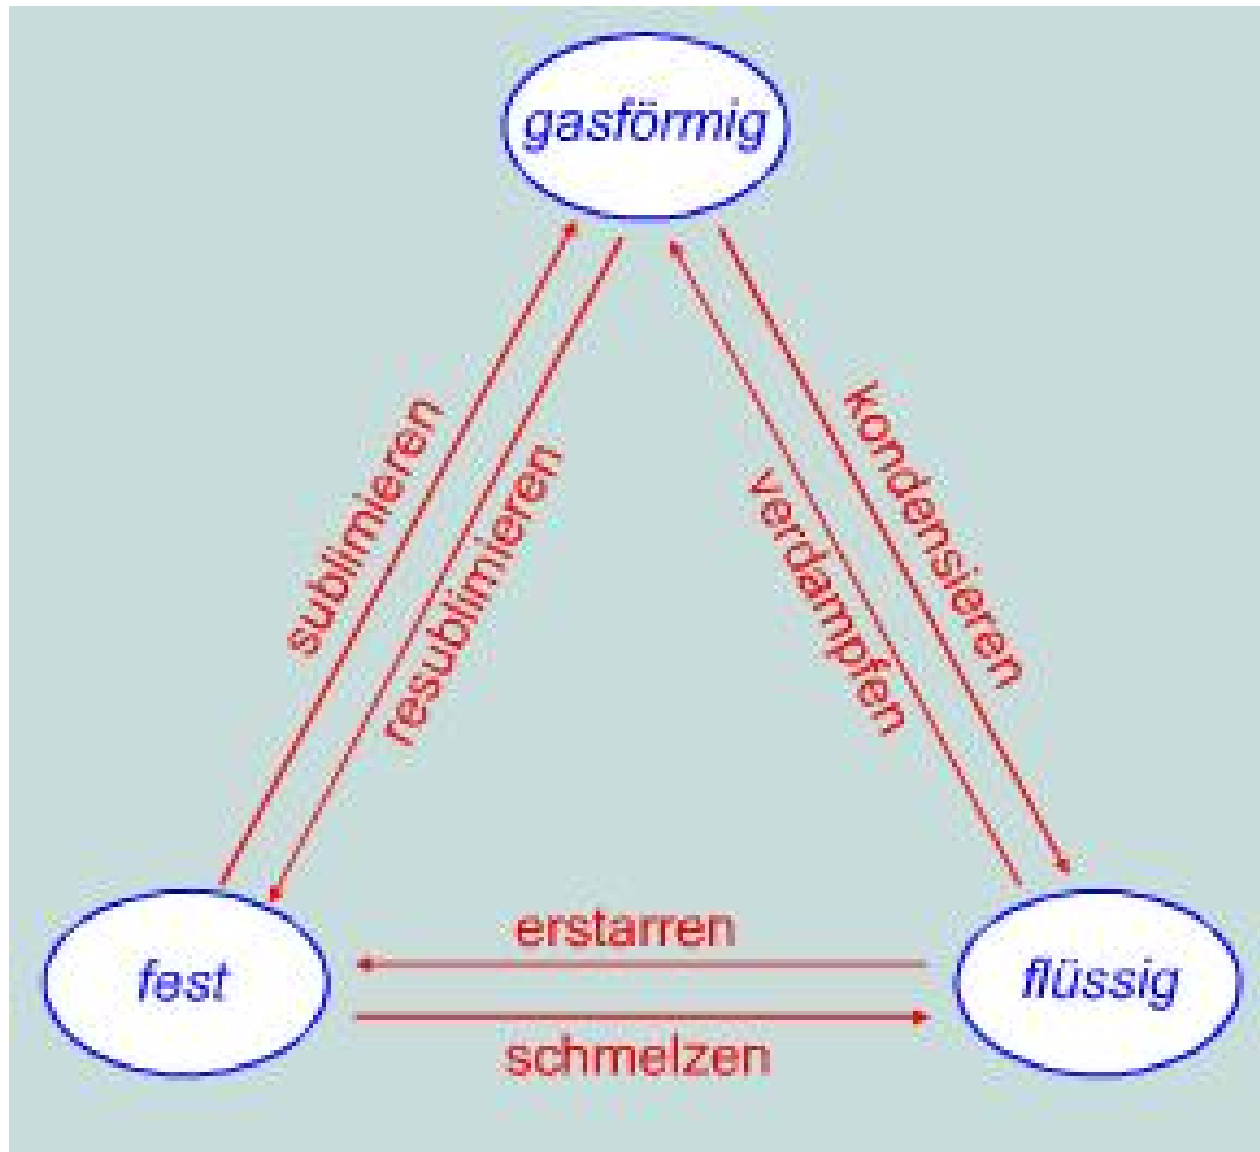 gasförmig
sublimieren
resublimieren
verdampfen
kondensieren
erstarren
fest
flüssig
schmelzen